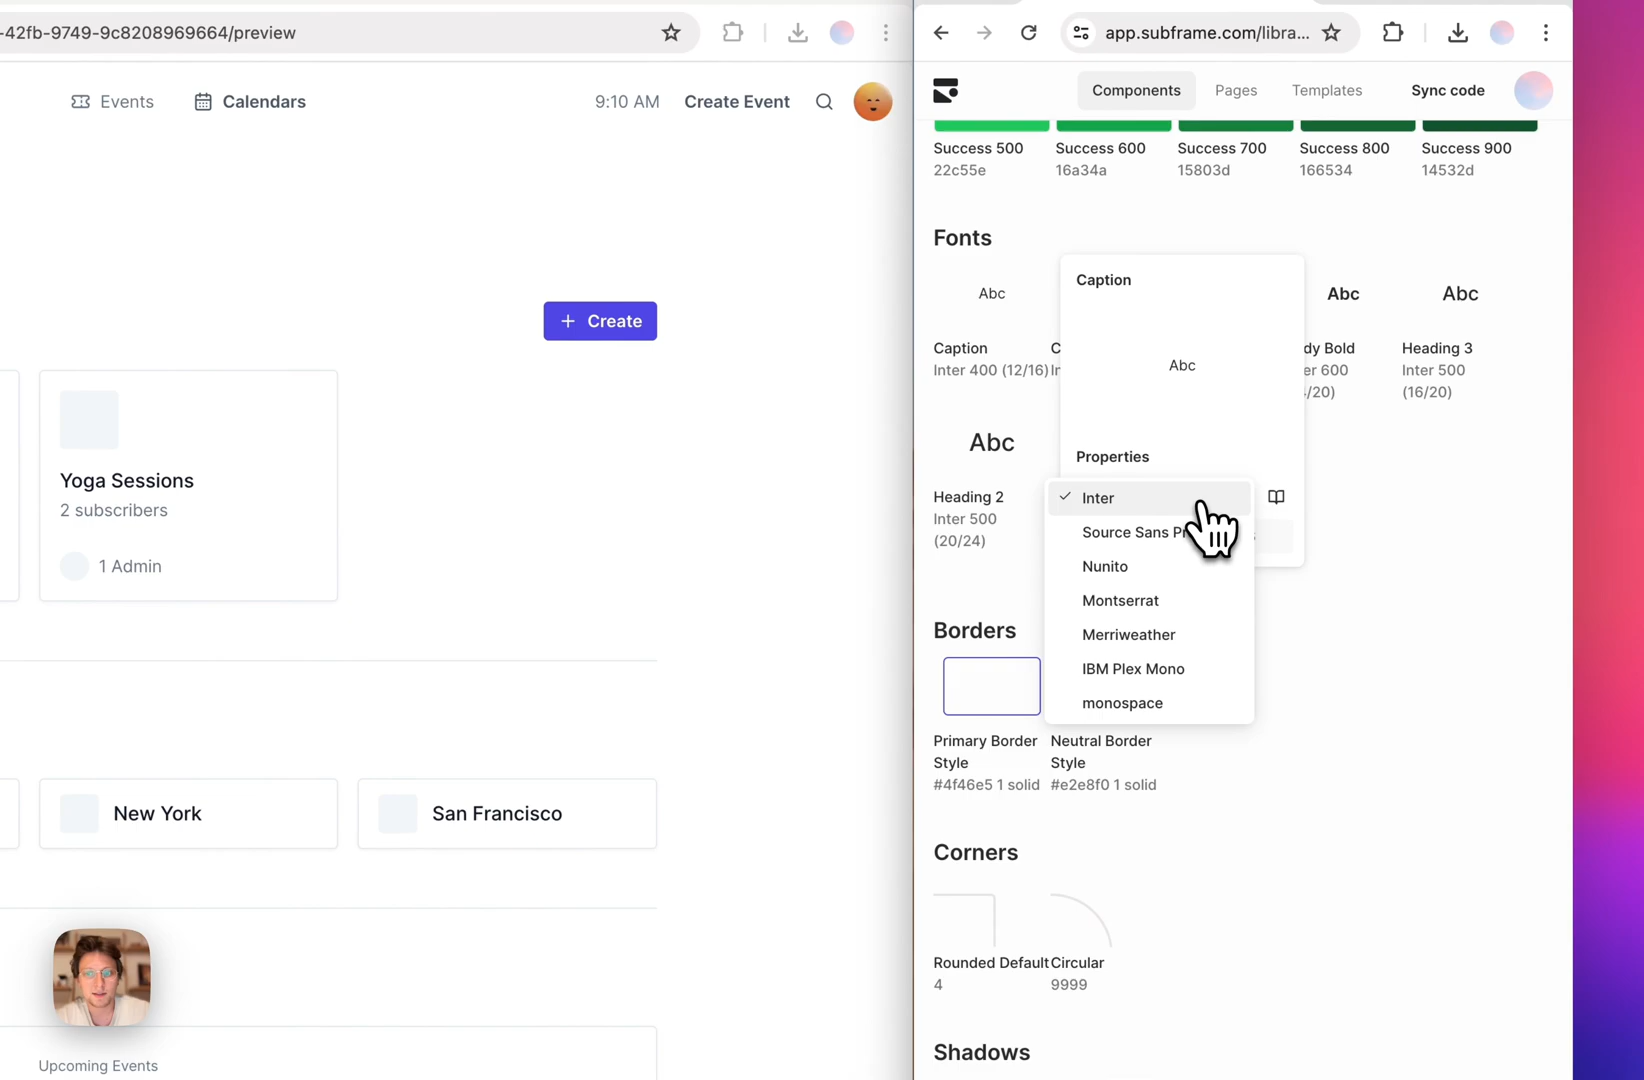 -42fb-9749-9c8208969664/preview
Events
Calendars
9:10 AM
Create Event
+ Create
Yoga Sessions
2 subscribers
1 Admin
New York
San Francisco
Upcoming Events
app.subframe.com/libra...
Components
Pages
Templates
Sync code
Success 500
22c55e
Success 600
16a34a
Success 700
15803d
Success 800
166534
Success 900
14532d
Fonts
Abc
Caption
Inter 400 (12/16)
Caption
Abc
Properties
Inter
Source Sans Pr
Nunito
Montserrat
Merriweather
IBM Plex Mono
monospace
Abc
dy Bold
er 600
/20)
Abc
Heading 3
Inter 500
(16/20)
Abc
Heading 2
Inter 500
(20/24)
Borders
Primary Border
Style
#4f46e5 1 solid
Neutral Border
Style
#e2e8f0 1 solid
Corners
Rounded Default
4
Circular
9999
Shadows